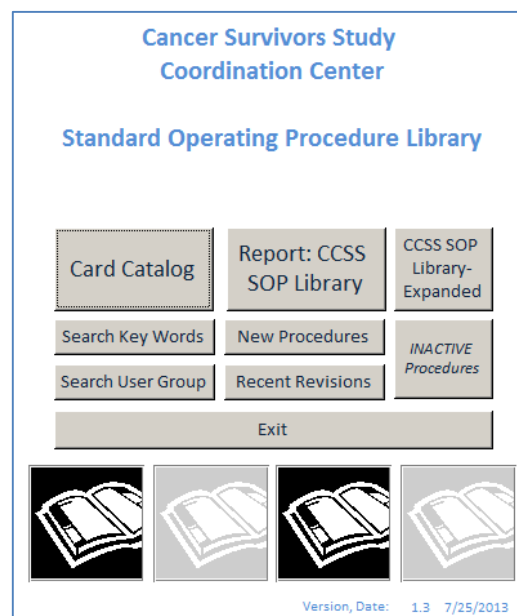 Cancer Survivors Study
Coordination Center
Standard Operating Procedure Library
Card Catalog
Report: CCSS
SOP Library
CCSS SOP
Library-
Expanded
Search Key Words
New Procedures
INACTIVE
Procedures
Search User Group
Recent Revisions
Exit
Version, Date: 1.3 7/25/2013